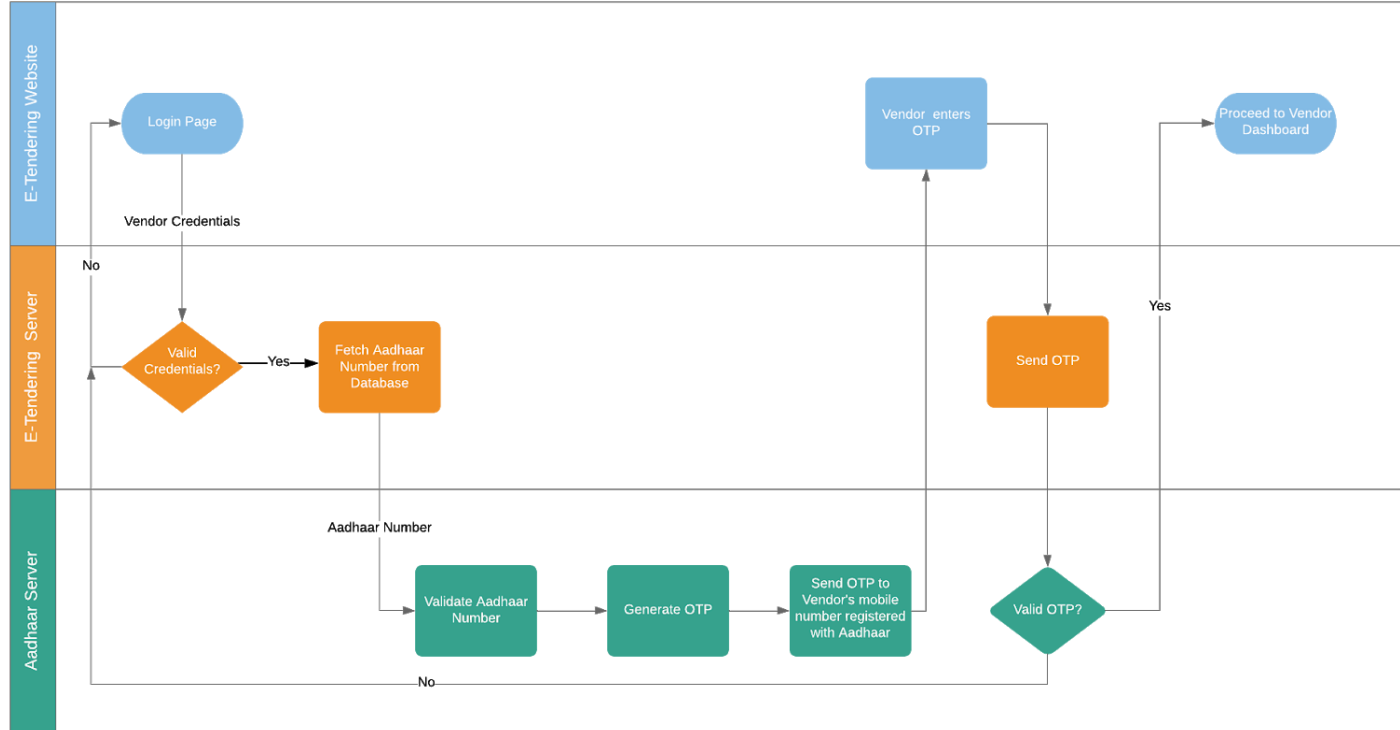 E-Tendering Website
Login Page
Vendor Credentials
Vendor enters
OTP
Proceed to Vendor
Dashboard
E-Tendering Server
No
Valid
Credentials?
Yes
Fetch Aadhaar
Number from
Database
Send OTP
Yes
Aadhaar Server
Aadhaar Number
Validate Aadhaar
Number
Generate OTP
Send OTP to
Vendor's mobile
number registered
with Aadhaar
Valid OTP?
No